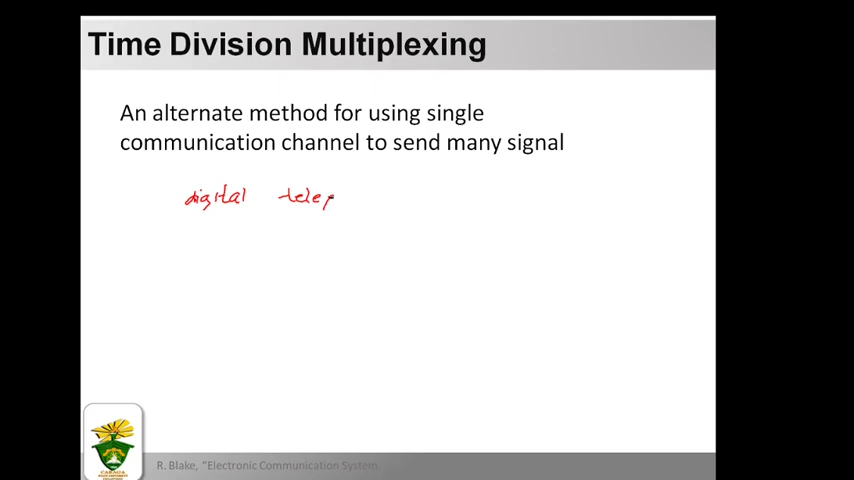 Time Division Multiplexing
An alternate method for using single
communication channel to send many signal
digital telep
CARAGA
R. Blake, "Electronic Communication System.